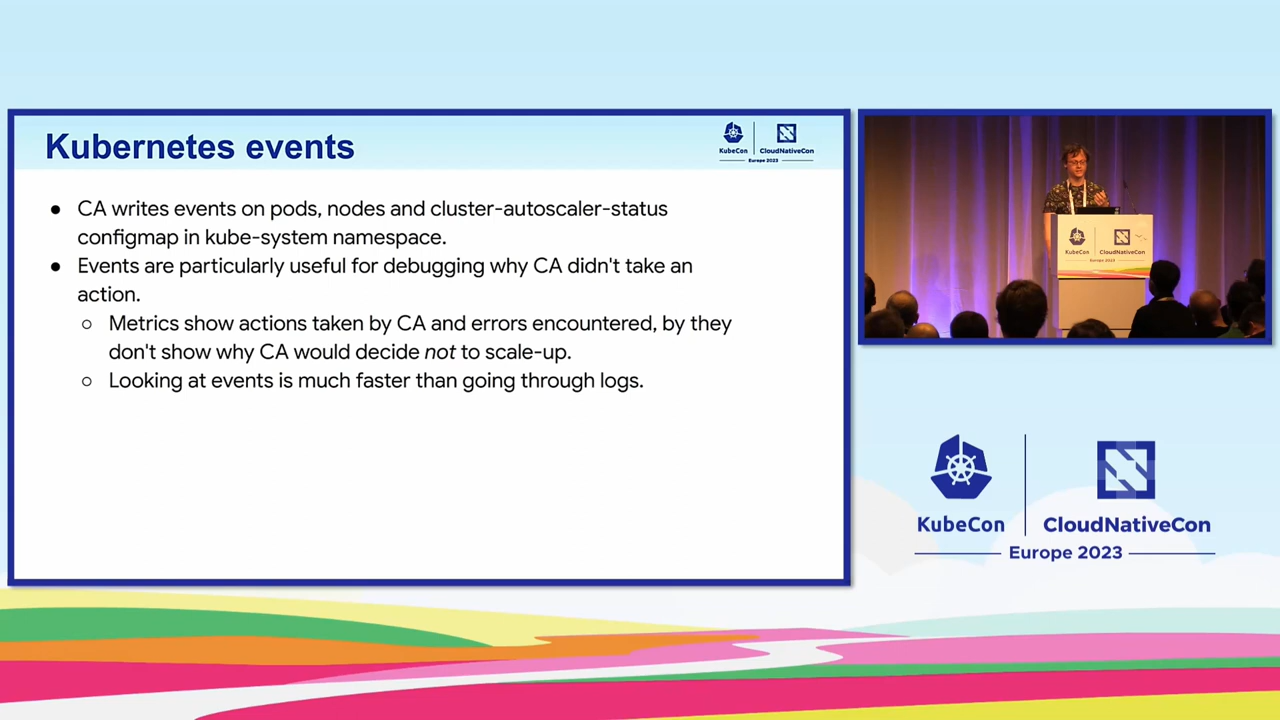 Kubernetes events
KubeCon
CloudNativeCon
Europe 2023
● CA writes events on pods, nodes and cluster-autoscaler-status
configmap in kube-system namespace.
● Events are particularly useful for debugging why CA didn't take an
action.
○ Metrics show actions taken by CA and errors encountered, by they
don't show why CA would decide not to scale-up.
○ Looking at events is much faster than going through logs.
KubeCon
CloudNativeCon
Europe 2023
KubeCon
CloudNativeCon
Europe 2023